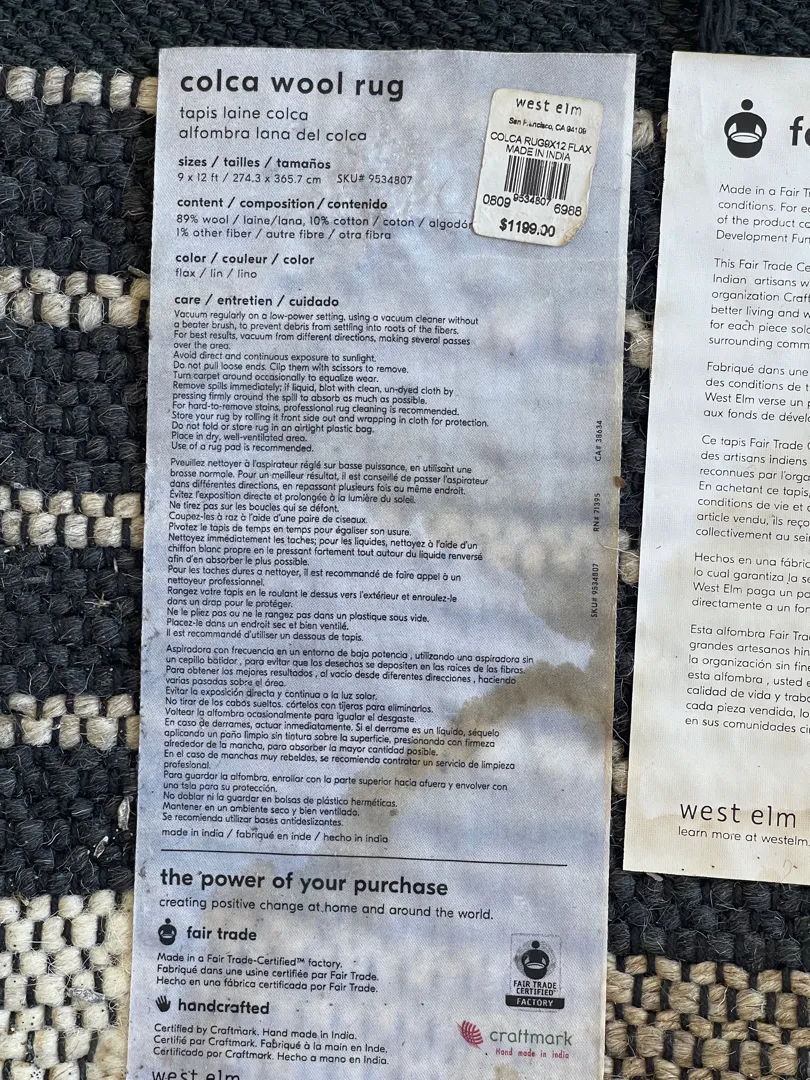 colca wool rug
tapis laine colca
alfombra lana del colca
sizes / tailles / tamaños
9 x 12 ft / 274.3 x 365.7 cm SKU# 9534807
content / composition / contenido
89% wool / laine/lana, 10% cotton / coton / algodó
1% other fiber / autre fibre / otra fibra
color / couleur / color
flax / lin / lino
care / entretien / cuidado
Vacuum regularly on a low-power setting, using a vacuum cleaner without
a beater brush, to prevent debris from settling into roots of the fibers.
For best results, vacuum from different directions, making several passes
over the area.
Avoid direct and continuous exposure to sunlight.
Do not pull loose ends. Clip them with scissors to remove.
Turn carpet around occasionally to equalize wear.
Remove spills immediately; if liquid, blot with clean, un-dyed cloth by
pressing firmly around the spill to absorb as much as possible.
For hard-to-remove stains, professional rug cleaning is recommended.
Store your rug by rolling it front side out and wrapping in cloth for protection.
Do not fold or store rug in an airtight plastic bag.
Place in dry, well-ventilated area.
Use of a rug pad is recommended.
Pveuillez nettoyer à l'aspirateur réglé sur basse puissance, en utilisant une
brosse normale. Pour un meilleur résultat, il est conseillé de passer l'aspirateur
dans différentes directions, en repassant plusieurs fois au même endroit.
Évitez l'exposition directe et prolongée à la lumière du soleil.
Ne tirez pas sur les boucles qui se défont.
Coupez-les à raz à l'aide d'une paire de ciseaux.
Pivotez le tapis de temps en temps pour égaliser son usure.
Nettoyez immédiatement les taches; pour les liquides, nettoyez à l'aide d'un
chiffon blanc propre en le pressant fortement tout autour du liquide renversé
afin d'en absorber le plus possible.
Pour les taches dures a nettoyer, il est recommandé de faire appel à un
nettoyeur professionnel.
Rangez votre tapis en le roulant le dessus vers l'extérieur et enroulez-le
dans un drap pour le protéger.
Ne le pliez pas ou ne le rangez pas dans un plastique sous vide.
Placez-le dans un endroit sec et bien ventilé.
Il est recommandé d'utiliser un dessous de tapis.
Aspiradora con frecuencia en un entorno de baja potencia , utilizando una aspiradora sin
un cepillo batidor , para evitar que los desechos se depositen en las raíces de las fibras.
Para obtener los mejores resultados , al vacio desde diferentes direcciones , haciendo
varias pasadas sobre el área.
Evitar la exposición directa y continua a la luz solar.
No tirar de los cabos sueltos. córtelos con tijeras para eliminarlos.
Voltear la alfombra ocasionalmente para igualar el desgaste.
En caso de derrames, actuar inmediatamente. Si el derrame es un líquido, séquelo
aplicando un paño limpio sin tintura sobre la superficie, presionando con firmeza
alrededor de la mancha, para absorber la mayor cantidad posible.
En el caso de manchas muy rebeldes, se recomienda contratar un servicio de limpieza
profesional.
Para guardar la alfombra, enrollar con la parte superior hacia afuera y envolver con
una tela para su protección.
No doblar ni la guardar en bolsas de plástico herméticas.
Mantener en un ambiente seco y bien ventilado.
Se recomienda utilizar bases antideslizantes.
made in india / fabriqué en inde / hecho in india
CA# 38634
RN# 71395
SKU# 9534807
the power of your purchase
creating positive change at home and around the world.
fair trade
Made in a Fair Trade-Certified™ factory.
Fabriqué dans une usine certifiée par Fair Trade.
Hecho en una fábrica certificada por Fair Trade.
FAIR TRADE
CERTIFIED™
FACTORY
handcrafted
Certified by Craftmark. Hand made in India.
Certifié par Craftmark. Fabriqué à la main en Inde.
Certificado por Craftmark. Hecho a mano en India.
craftmark
Hand made in india
west elm
west elm
San Francisco, CA 94109
COLCA RUG9X12 FLAX
MADE IN INDIA
0809 9534807 6988
$1199.00
Made in a Fair
conditions. For
of the product
Development
This Fair Trade
Indian artisans
organization
better living and
for each piece
surrounding
Fabriqué dans une
des conditions de
West Elm verse un
aux fonds de
Ce tapis Fair Trade
des artisans indiens
reconnues par
En achetant ce tapis
conditions de vie et
article vendu, ils
collectivement au
Hechos en una
lo cual garantiza la
West Elm paga un
directamente a un
Esta alfombra Fair
grandes artesanos
la organización sin
esta alfombra , usted
calidad de vida y
cada pieza vendida,
en sus comunidades
west elm
learn more at westelm.